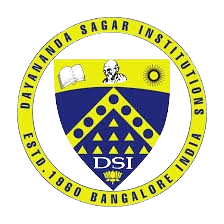 DAYANANDA SAGAR INSTITUTIONS
DSI
ESTD.1960 BANGALORE INDIA